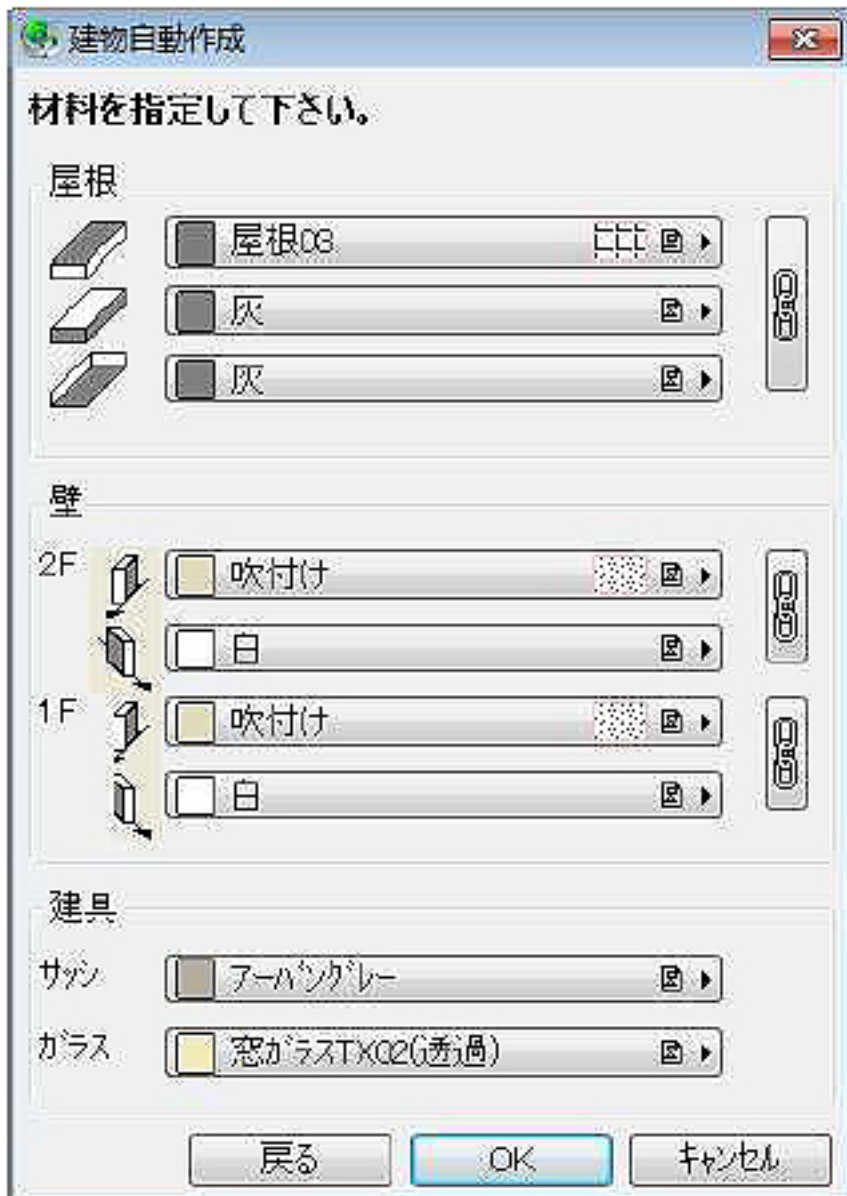 建物自動作成
材料を指定して下さい。
屋根
屋根03
灰
灰
壁
2F 吹付け
白
1F 吹付け
白
建具
サッシ アーバングレー
ガラス 窓ガラスTX02(透過)
戻る OK キャンセル